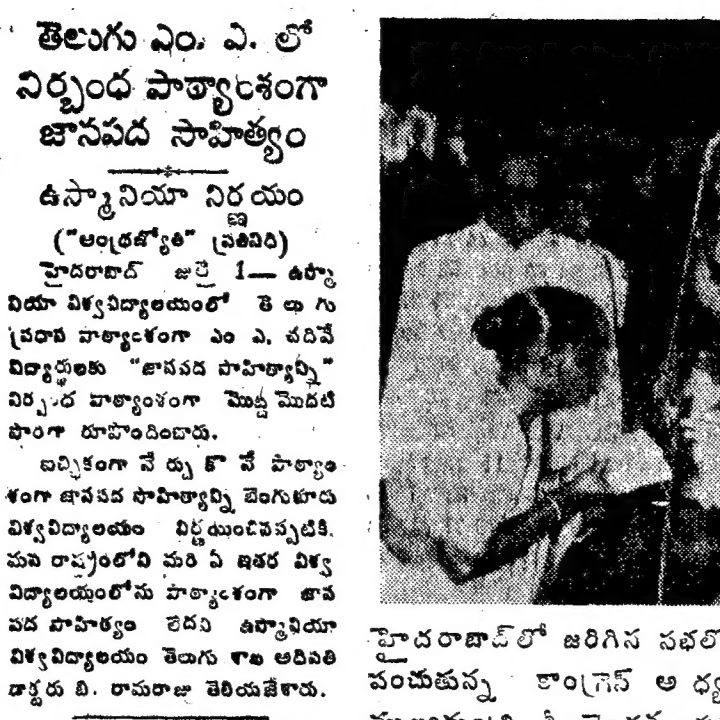 తెలుగు ఎం. ఎ. లో
నిర్బంధ పాఠ్యాంశంగా
జానపద సాహిత్యం
ఉస్మానియా నిర్ణయం
("ఆంధ్రజ్యోతి" ప్రతినిధి)
హైదరాబాద్ జులై 1— ఉస్మా
నియా విశ్వవిద్యాలయంలో తె లు గు
ప్రధాన పాఠ్యాంశంగా ఎం ఎ. చదివే
విద్యార్థులకు "జానపద సాహిత్యాన్ని"
నిర్బంధ పాఠ్యాంశంగా మొట్ట మొదటి
సారిగా రూపొందించారు.
ఐచ్ఛికంగా నే ర్చు కొ నే పాఠ్యాం
శంగా జానపద సాహిత్యాన్ని బెంగుళూరు
విశ్వవిద్యాలయం నిర్ణయించినప్పటికి.
మన రాష్ట్రంలోని మరి ఏ ఇతర విశ్వ
విద్యాలయంలోను పాఠ్యాంశంగా జాన
పద సాహిత్యం లేదని ఉస్మానియా
విశ్వవిద్యాలయం తెలుగు శాఖ అధిపతి
డాక్టరు బి. రామరాజు తెలియజేశారు.
హైదరాబాద్‌లో జరిగిన సభలో
పంచుతున్న కాంగ్రెస్ అ ధ్య